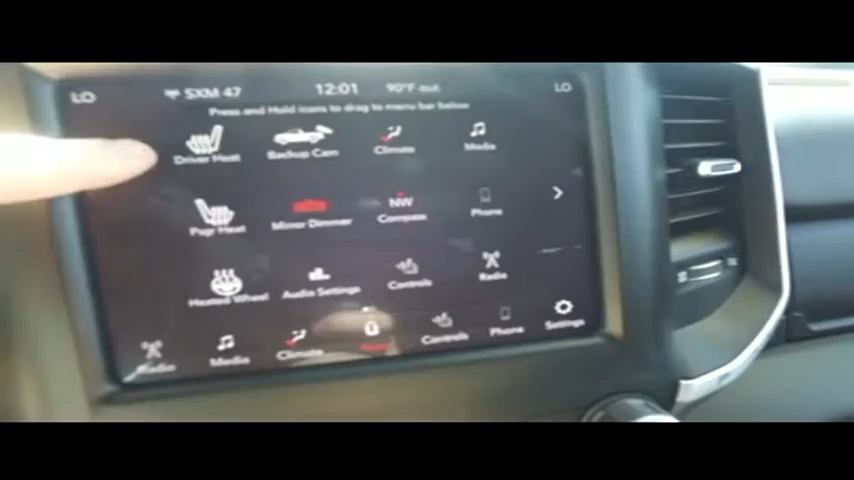 LO SXM 47 12:01 90°F out LO
Press and Hold icons to drag to menu bar below
Driver Heat Backup Cam Climate Media
Psgr Heat Mirror Dimmer NW Compass Phone
Heated Wheel Audio Settings Controls Radio
Radio Media Climate Controls Phone Settings